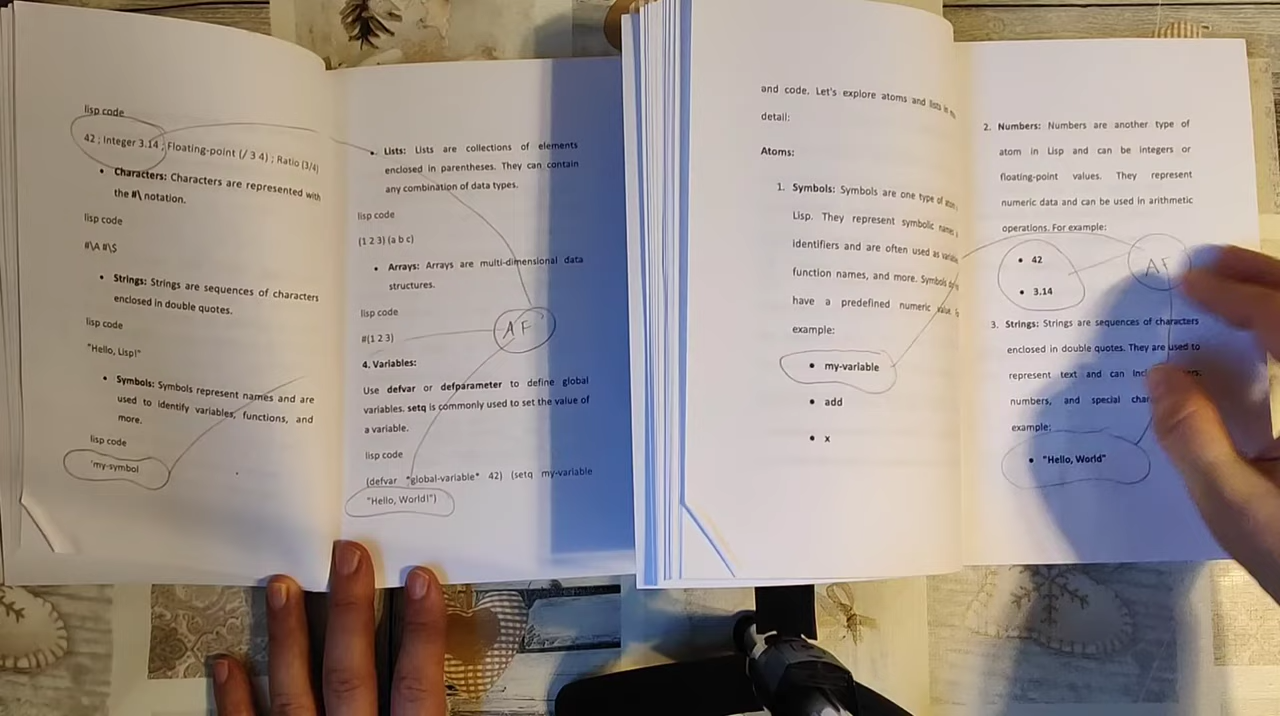 lisp code
42 ; Integer 3.14 ; Floating-point (/ 3 4) ; Ratio (3/4)
• Characters: Characters are represented with
the #\ notation.
lisp code
#\A #\S
• Strings: Strings are sequences of characters
enclosed in double quotes.
lisp code
"Hello, Lisp!"
• Symbols: Symbols represent names and are
used to identify variables, functions, and
more.
lisp code
'my-symbol
• Lists: Lists are collections of elements
enclosed in parentheses. They can contain
any combination of data types.
lisp code
(1 2 3) (a b c)
• Arrays: Arrays are multi-dimensional data
structures.
lisp code
#(1 2 3)
AF
4. Variables:
Use defvar or defparameter to define global
variables. setq is commonly used to set the value of
a variable.
lisp code
(defvar *global-variable* 42) (setq my-variable
"Hello, World!")
and code. Let's explore atoms and lists in
detail:
Atoms:
1. Symbols: Symbols are one type of
Lisp. They represent symbolic names
identifiers and are often used as
function names, and more. Symbols
have a predefined numeric value.
example:
• my-variable
• add
• x
2. Numbers: Numbers are another type of
atom in Lisp and can be integers or
floating-point values. They represent
numeric data and can be used in arithmetic
operations. For example:
• 42
• 3.14
AF
3. Strings: Strings are sequences of characters
enclosed in double quotes. They are used to
represent text and can
numbers, and special
example:
• "Hello, World"